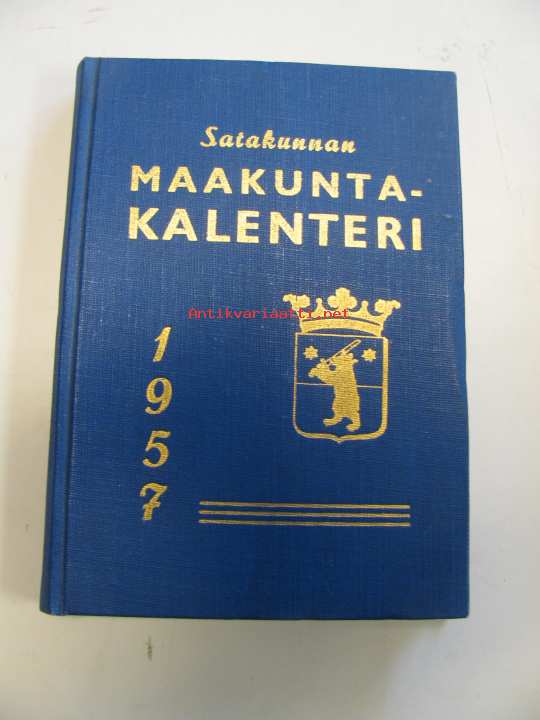 Satakunnan
MAAKUNTA-
KALENTERI
Antikvariaatti.net
1
9
5
7